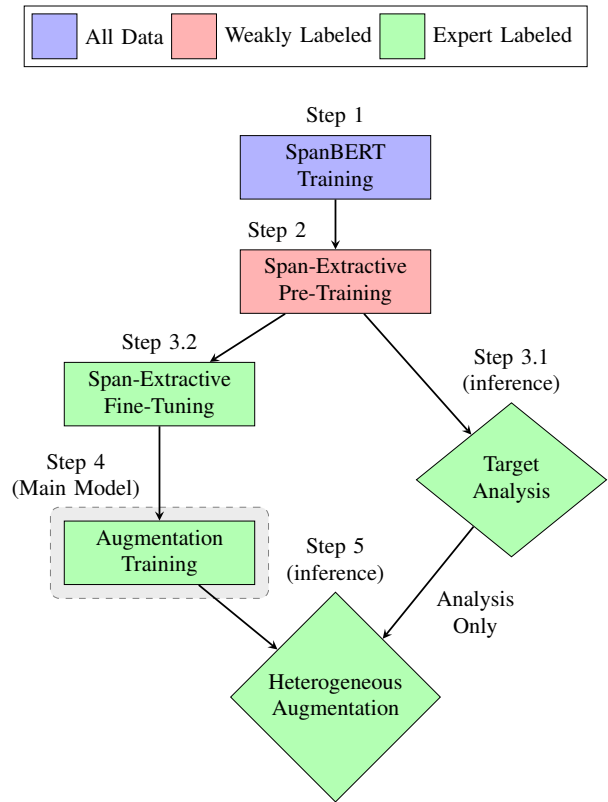 All Data Weakly Labeled Expert Labeled
Step 1
SpanBERT
Training
Step 2
Span-Extractive
Pre-Training
Step 3.2
Span-Extractive
Fine-Tuning
Step 3.1
(inference)
Target
Analysis
Step 4
(Main Model)
Augmentation
Training
Step 5
(inference)
Analysis
Only
Heterogeneous
Augmentation